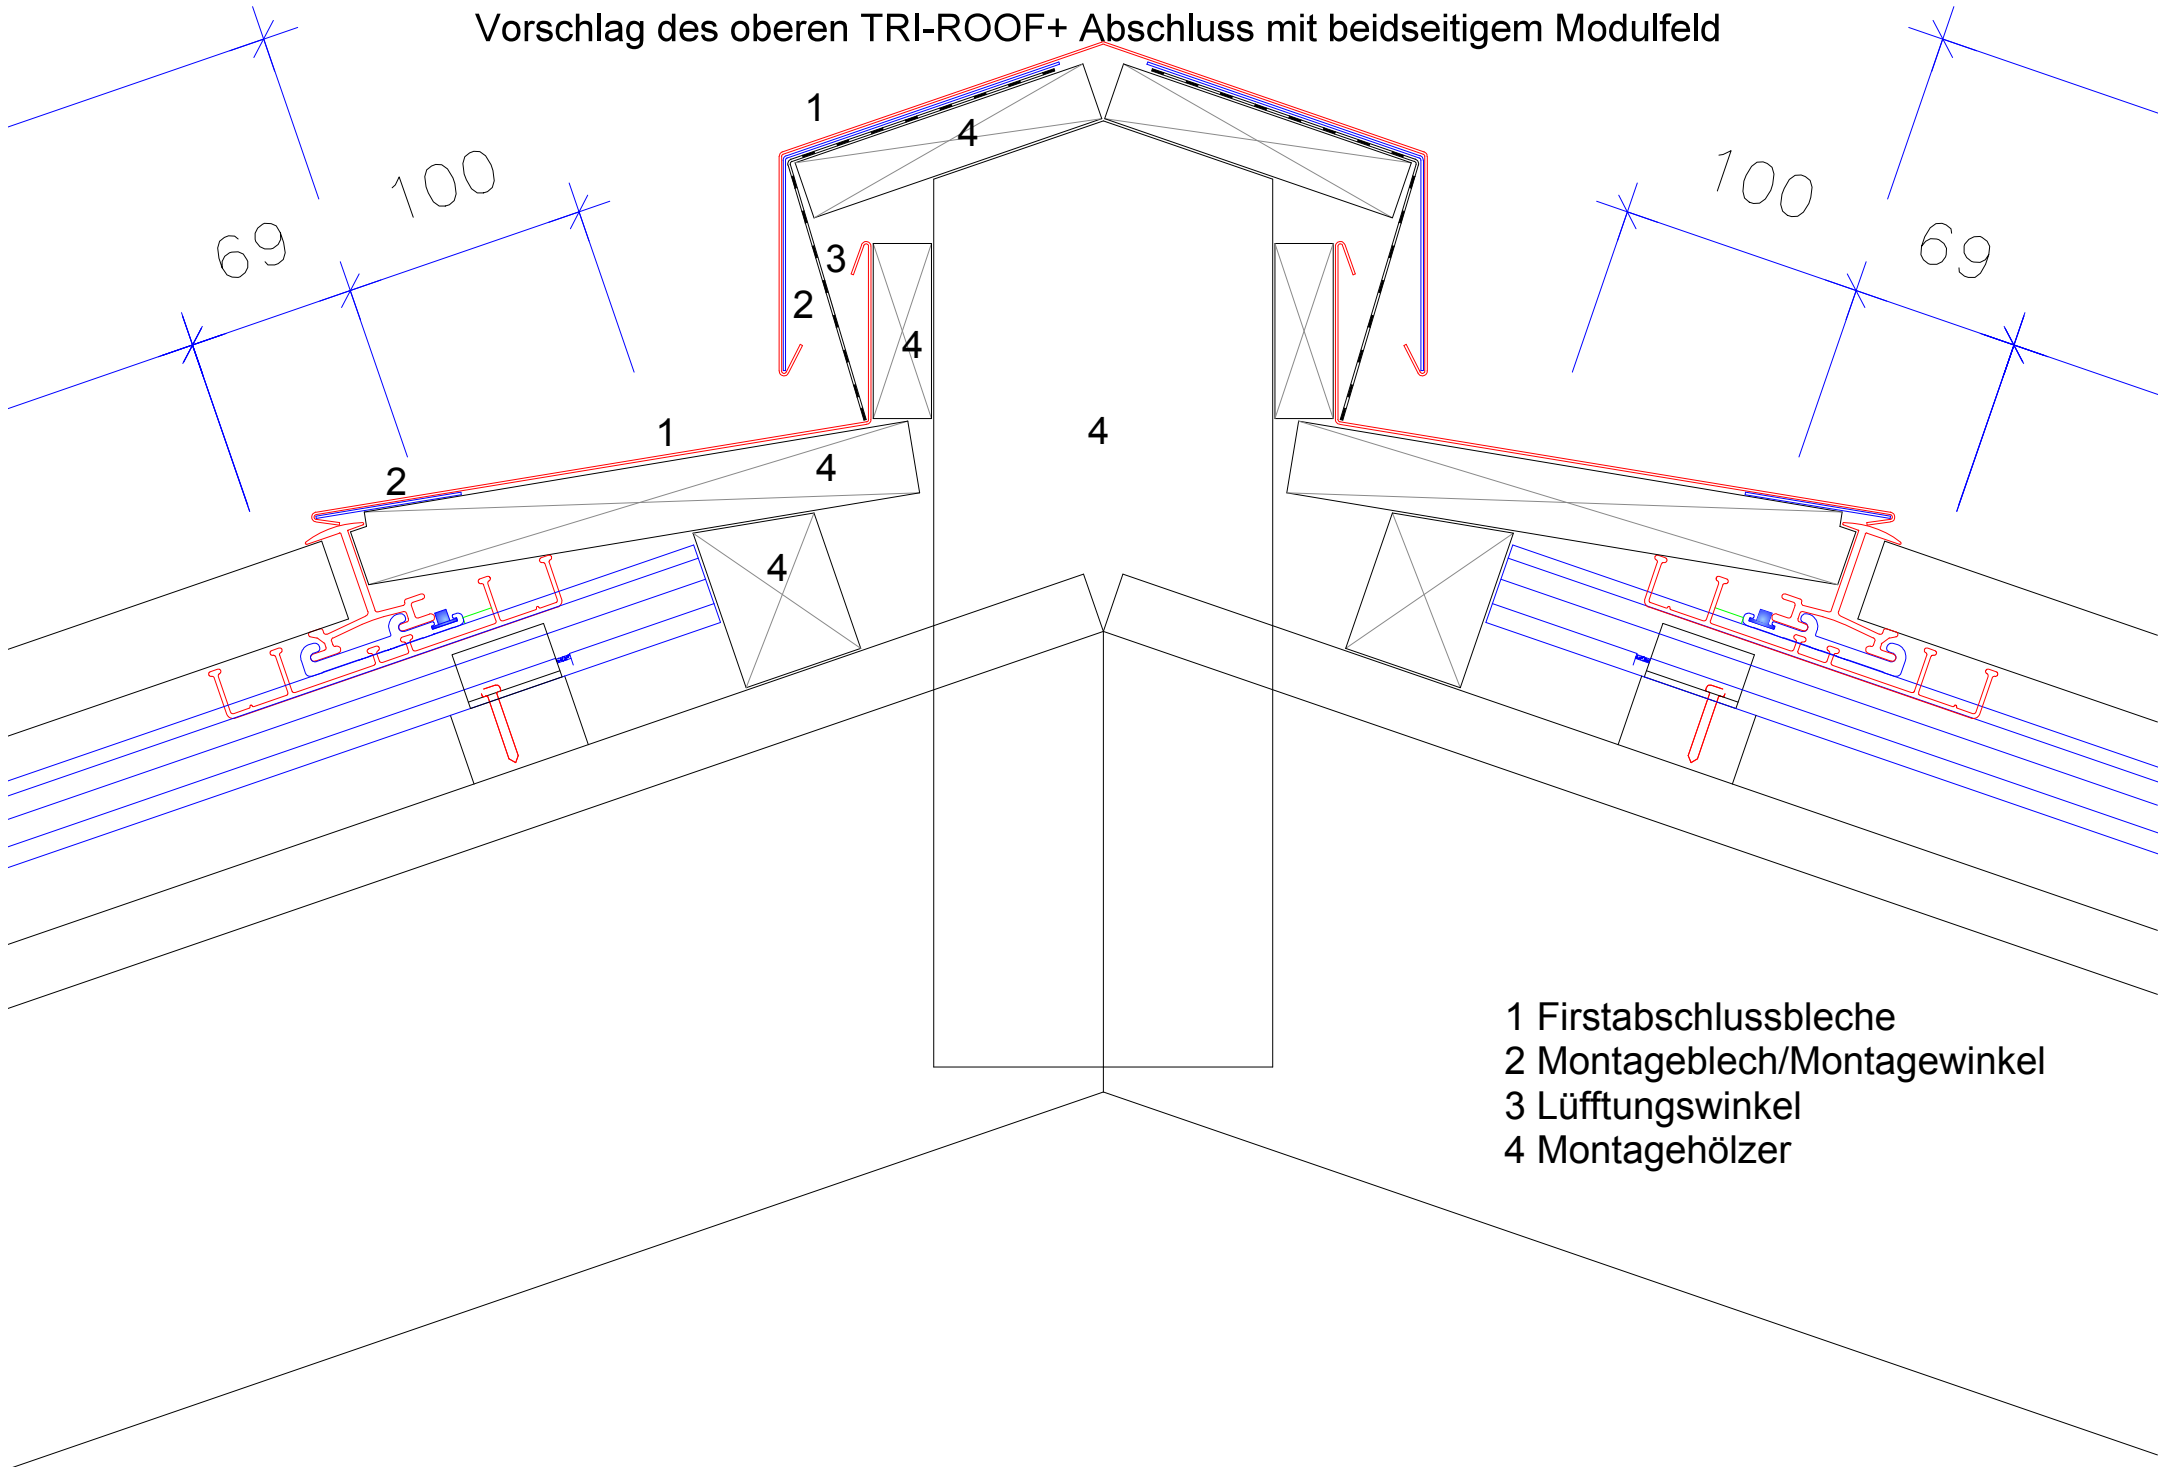 Vorschlag des oberen TRI-ROOF+ Abschluss mit beidseitigem Modulfeld
1
4
100
100
69
69
3
2
4
4
1
4
2
4
1 Firstabschlussbleche
2 Montageblech/Montagewinkel
3 Lüfftungswinkel
4 Montagehölzer